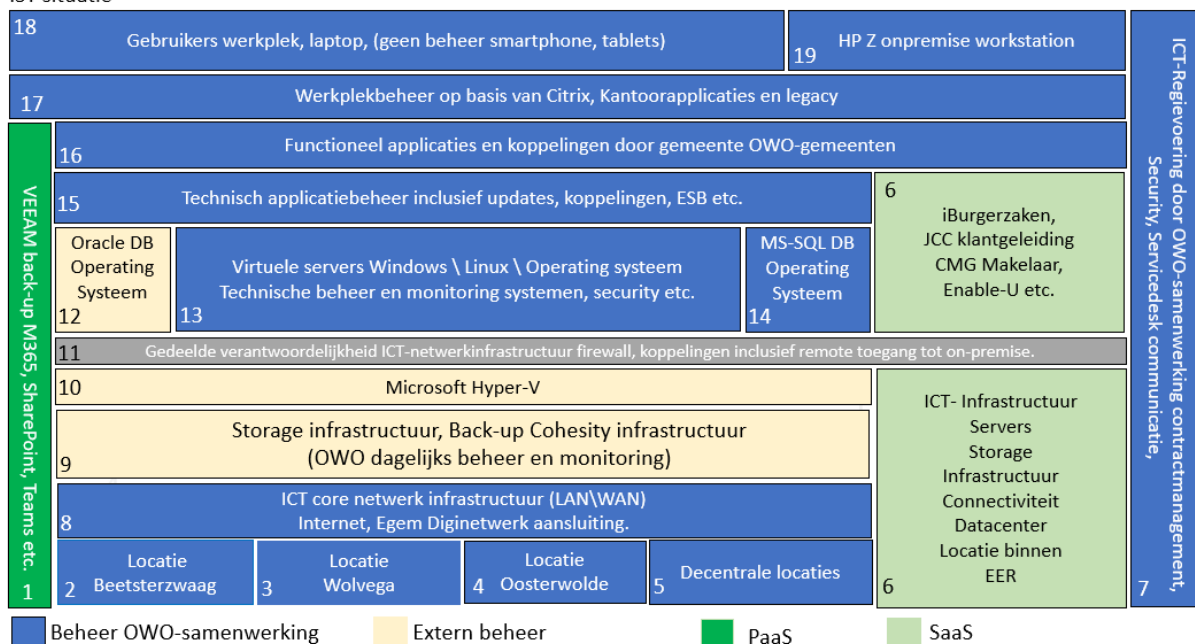 IST situatie
18
Gebruikers werkplek, laptop, (geen beheer smartphone, tablets)
19
HP Z onpremise workstation
17
Werkplekbeheer op basis van Citrix, Kantoorapplicaties en legacy
16
Functioneel applicaties en koppelingen door gemeente OWO-gemeenten
15
Technisch applicatiebeheer inclusief updates, koppelingen, ESB etc.
6
iBurgerzaken,
JCC klantgeleiding
CMG Makelaar,
Enable-U etc.
Oracle DB
Operating
Systeem
12
Virtuele servers Windows \ Linux \ Operating systeem
Technische beheer en monitoring systemen, security etc.
13
MS-SQL DB
Operating
Systeem
14
11
Gedeelde verantwoordelijkheid ICT-netwerkinfrastructuur firewall, koppelingen inclusief remote toegang tot on-premise.
10
Microsoft Hyper-V
Storage infrastructuur, Back-up Cohesity infrastructuur
(OWO dagelijks beheer en monitoring)
9
ICT core netwerk infrastructuur (LAN\WAN)
Internet, Egem Diginetwerk aansluiting.
8
Locatie
Beetsterzwaag
2
Locatie
Wolvega
3
Locatie
Oosterwolde
4
Decentrale locaties
5
ICT- Infrastructuur
Servers
Storage
Infrastructuur
Connectiviteit
Datacenter
Locatie binnen
EER
6
VEEAM back-up M365, SharePoint, Teams etc.
1
ICT-Regievoering door OWO-samenwerking contractmanagement,
Security, Servicedesk communicatie,
7
Beheer OWO-samenwerking
Extern beheer
PaaS
SaaS